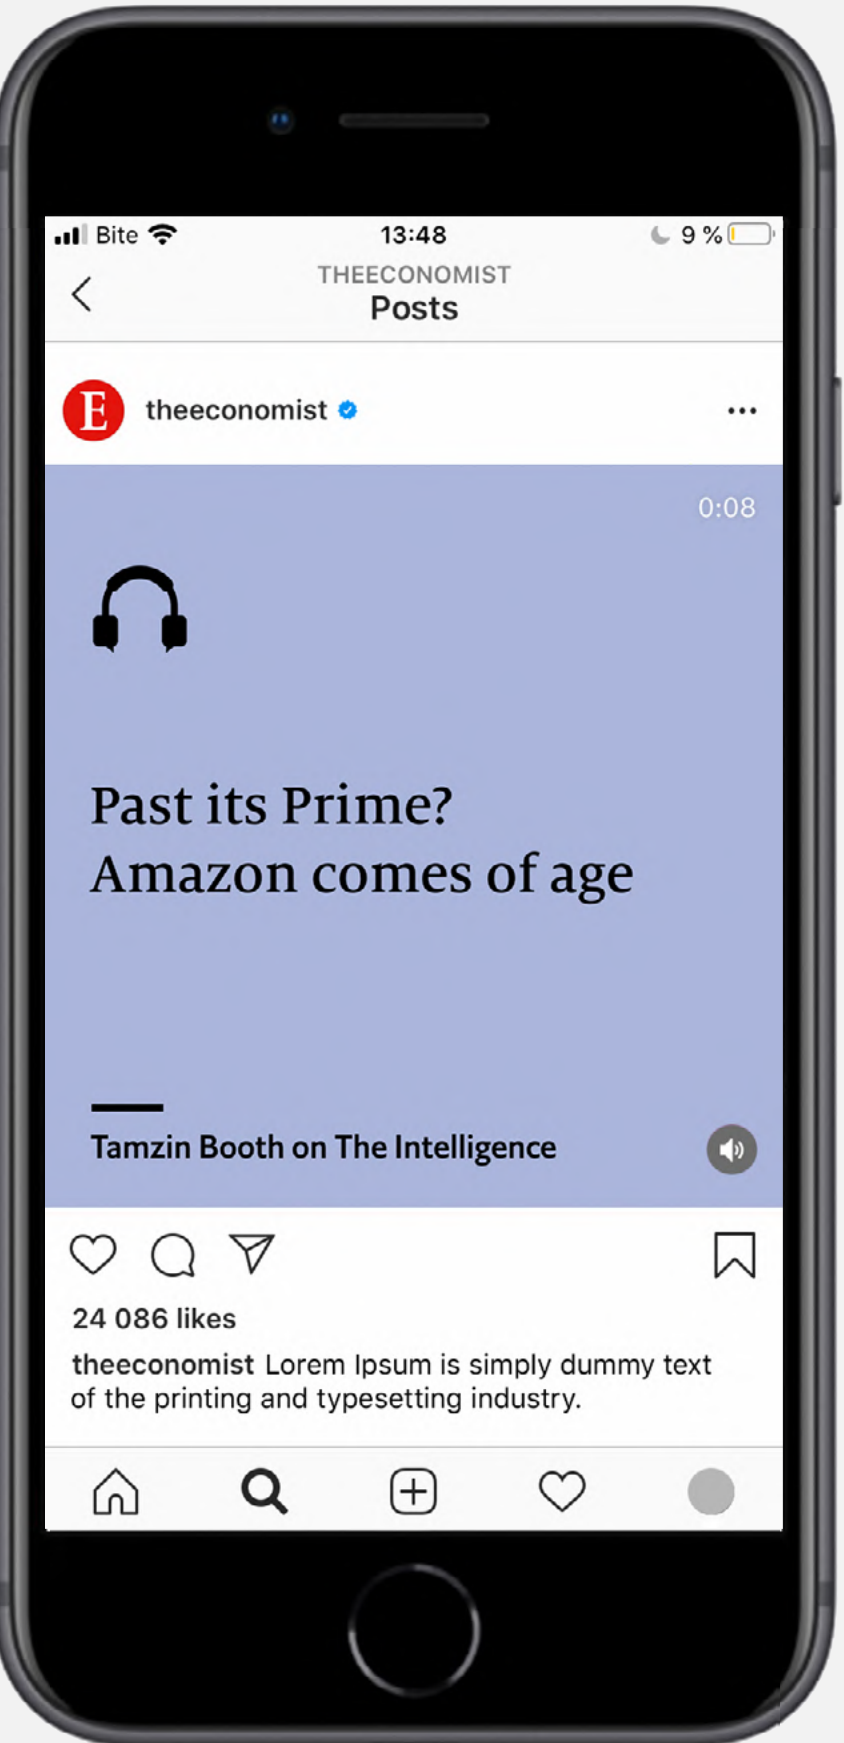 Bite 13:48 9 %
THEECONOMIST
Posts
E theeconomist
0:08
Past its Prime?
Amazon comes of age
Tamzin Booth on The Intelligence
24 086 likes
theeconomist Lorem Ipsum is simply dummy text
of the printing and typesetting industry.